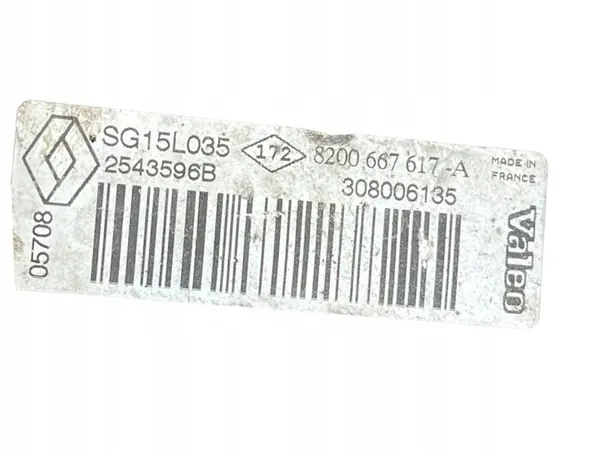 SG15L035 172 8200 667 617 -A
2543596B 308006135
MADE IN
FRANCE
05708
Valeo